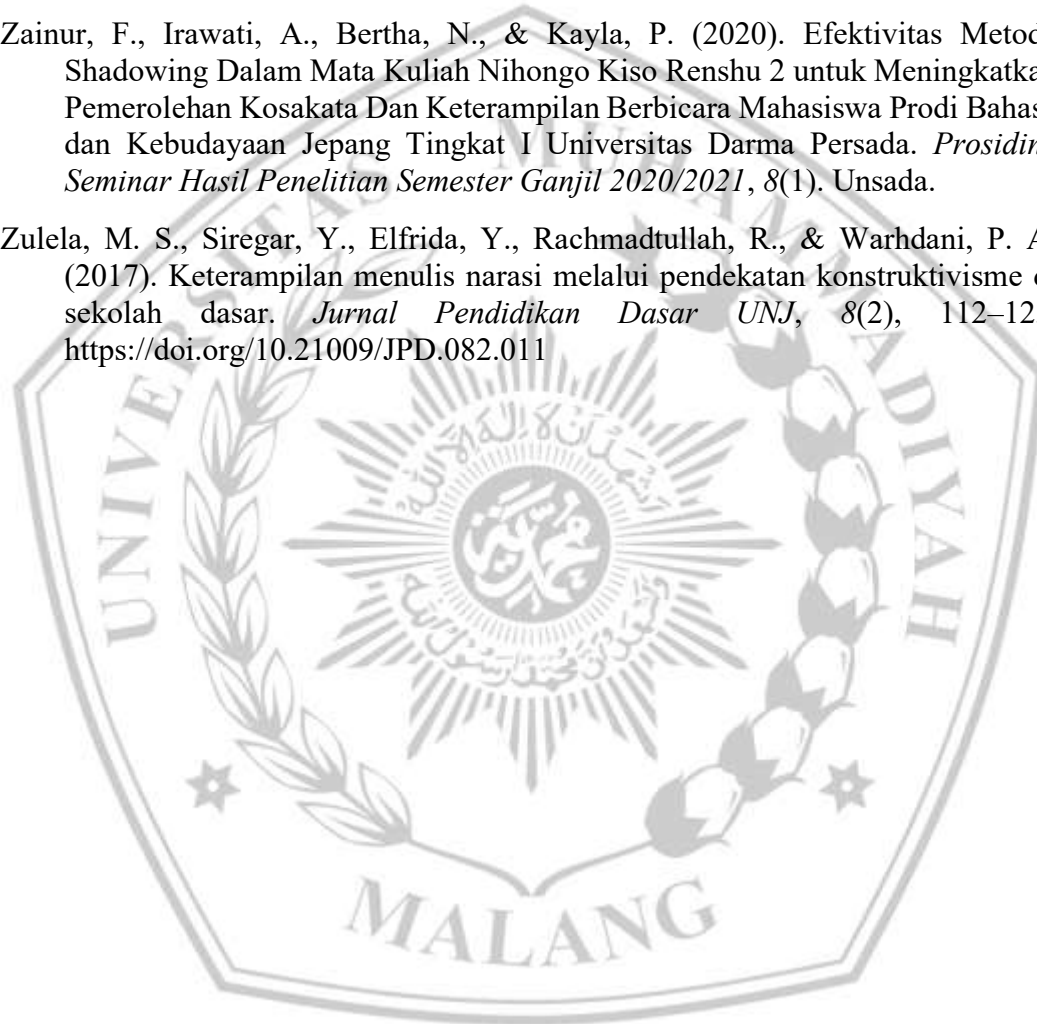 Zainur, F., Irawati, A., Bertha, N., & Kayla, P. (2020). Efektivitas Metod
Shadowing Dalam Mata Kuliah Nihongo Kiso Renshu 2 untuk Meningkatka
Pemerolehan Kosakata Dan Keterampilan Berbicara Mahasiswa Prodi Bahas
dan Kebudayaan Jepang Tingkat I Universitas Darma Persada. Prosidin
Seminar Hasil Penelitian Semester Ganjil 2020/2021, 8(1). Unsada.
Zulela, M. S., Siregar, Y., Elfrida, Y., Rachmadtullah, R., & Warhdani, P. A
(2017). Keterampilan menulis narasi melalui pendekatan konstruktivisme d
sekolah dasar. Jurnal Pendidikan Dasar UNJ, 8(2), 112–12
https://doi.org/10.21009/JPD.082.011
UNIVERSITAS MUHAMMADIYAH
MALANG